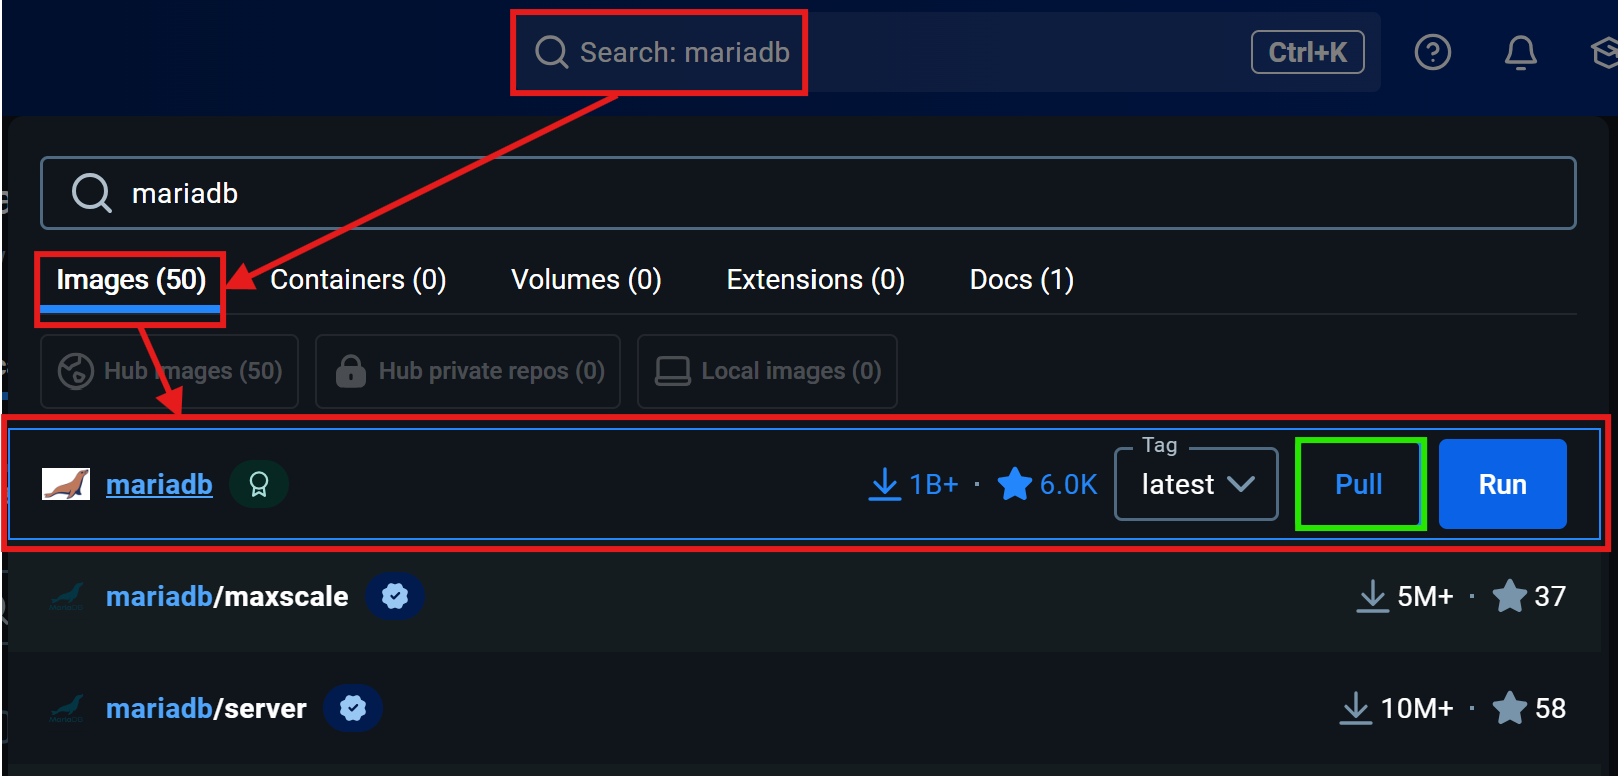 Search: mariadb
Ctrl+K
mariadb
Images (50) Containers (0) Volumes (0) Extensions (0) Docs (1)
Hub images (50) Hub private repos (0) Local images (0)
Tag
mariadb 1B+ · 6.0K latest Pull Run
mariadb/maxscale 5M+ · 37
mariadb/server 10M+ · 58